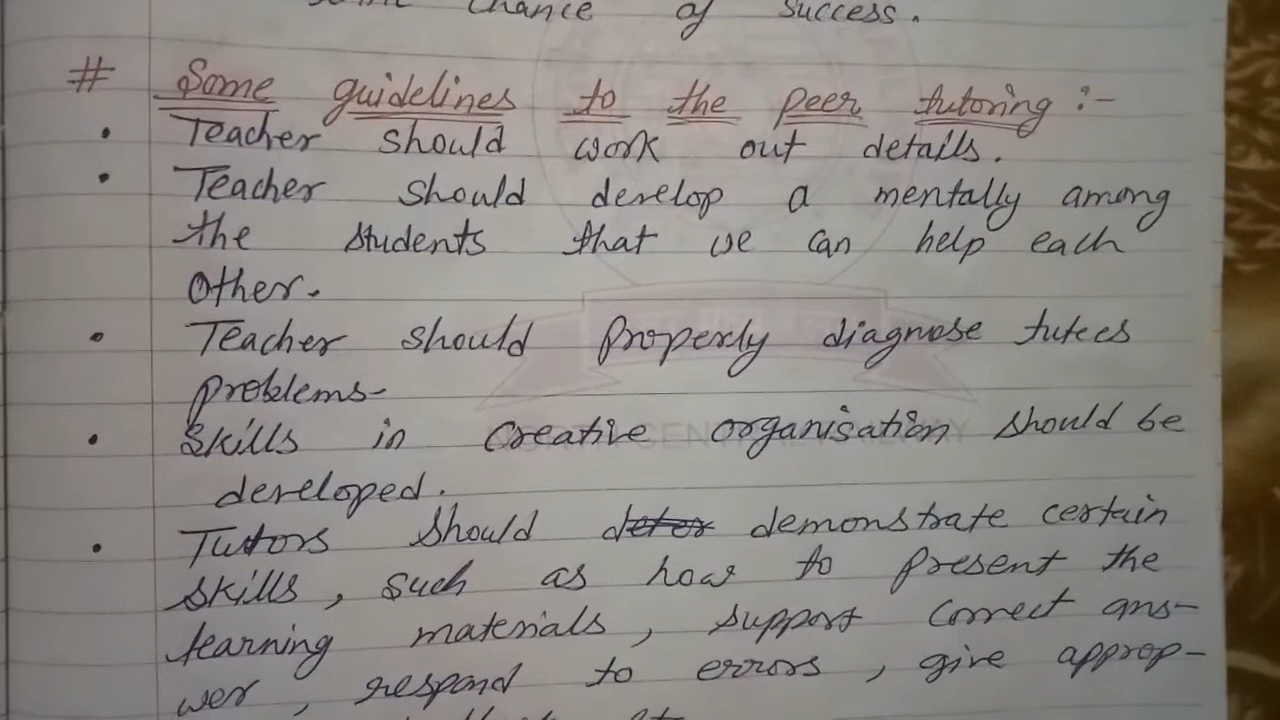 chance of success.
# Some guidelines to the peer tutoring :-
• Teacher should work out details.
• Teacher should develop a mentally among
the students that we can help each
other.
• Teacher should properly diagnose tutees
problems-
• Skills in creative organisation should be
developed.
• Tutors should demonstrate certain
skills, such as how to present the
learning materials, support correct ans-
wer, respond to errors, give approp-